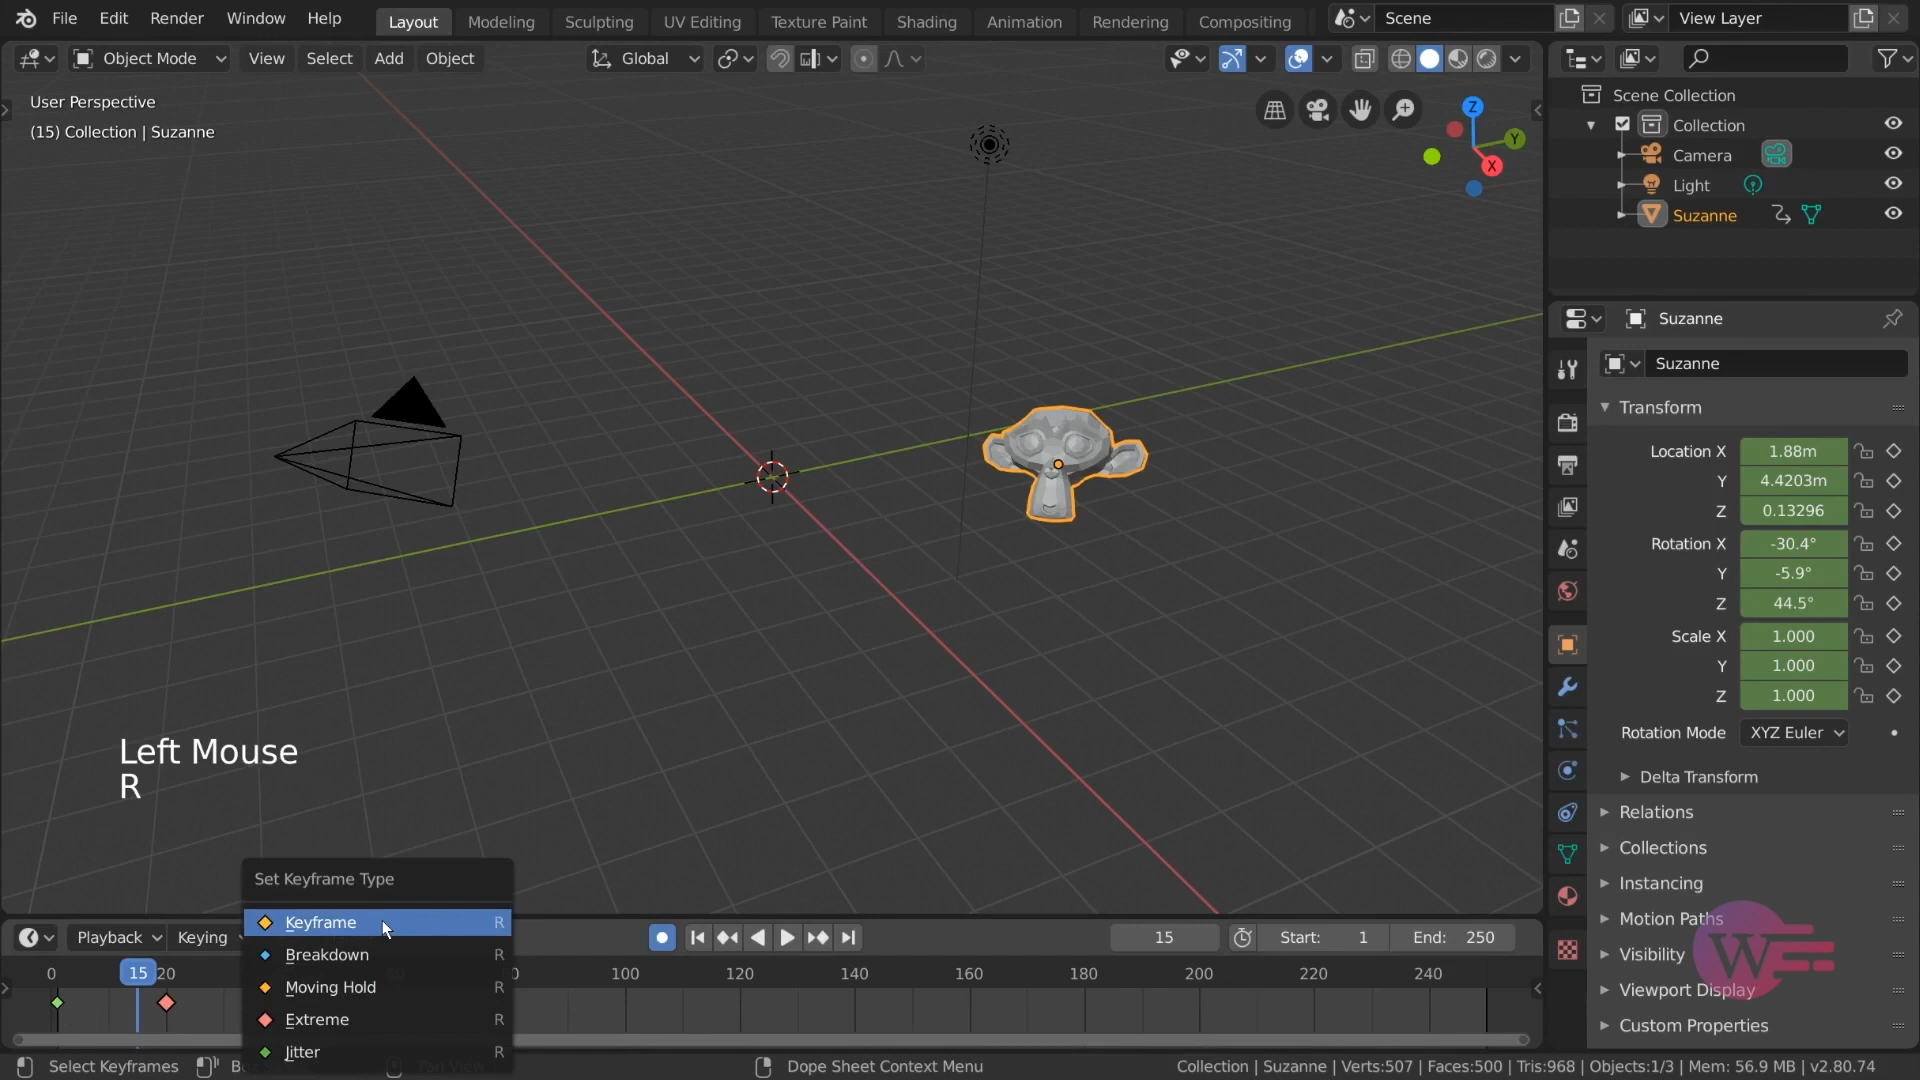 File Edit Render Window Help Layout Modeling Sculpting UV Editing Texture Paint Shading Animation Rendering Compositing Scene View Layer
Object Mode View Select Add Object Global
User Perspective
(15) Collection | Suzanne
Z
Y
X
Scene Collection
Collection
Camera
Light
Suzanne
Suzanne
Suzanne
Transform
Location X 1.88m
Y 4.4203m
Z 0.13296
Rotation X -30.4°
Y -5.9°
Z 44.5°
Scale X 1.000
Y 1.000
Z 1.000
Rotation Mode XYZ Euler
Delta Transform
Relations
Collections
Instancing
Motion Paths
Visibility
Viewport Display
Custom Properties
W
Left Mouse
R
Set Keyframe Type
Keyframe R
Breakdown R
Moving Hold R
Extreme R
Jitter R
Playback Keying 15 Start: 1 End: 250
0 15 20 100 120 140 160 180 200 220 240
Select Keyframes Dope Sheet Context Menu Collection | Suzanne | Verts:507 | Faces:500 | Tris:968 | Objects:1/3 | Mem: 56.9 MB | v2.80.74